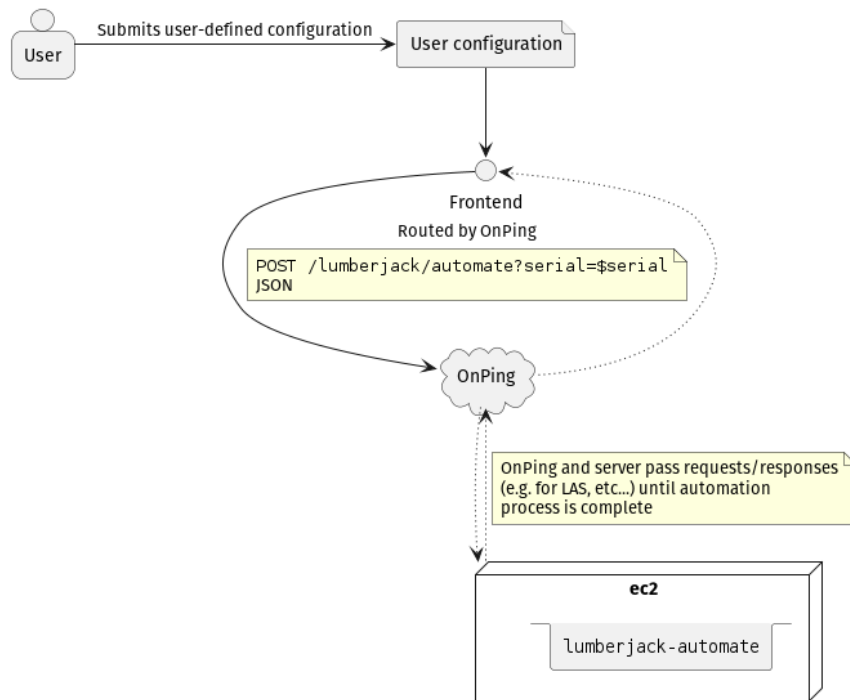 Submits user-defined configuration
User
User configuration
Frontend
Routed by OnPing
POST /lumberjack/automate?serial=$serial
JSON
OnPing
OnPing and server pass requests/responses
(e.g. for LAS, etc...) until automation
process is complete
ec2
lumberjack-automate